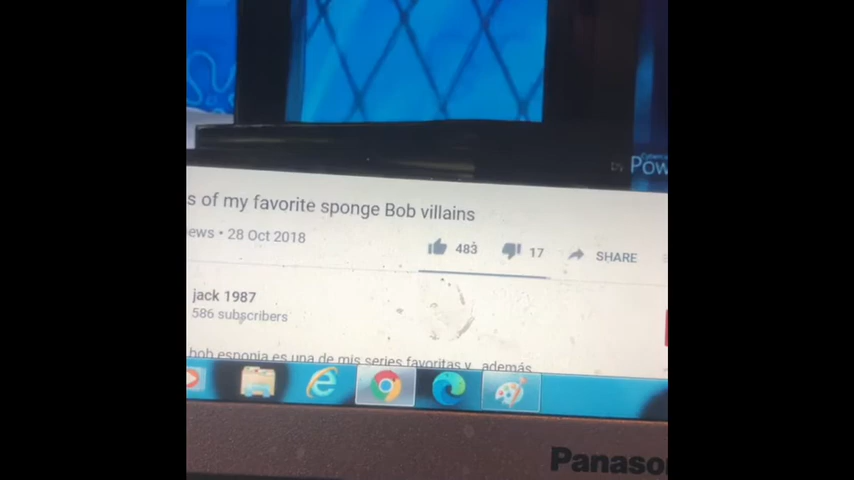 by Pow
s of my favorite sponge Bob villains
ews • 28 Oct 2018
483 17 SHARE
jack 1987
586 subscribers
bob esponja es una de mis series favoritas y además
Panaso